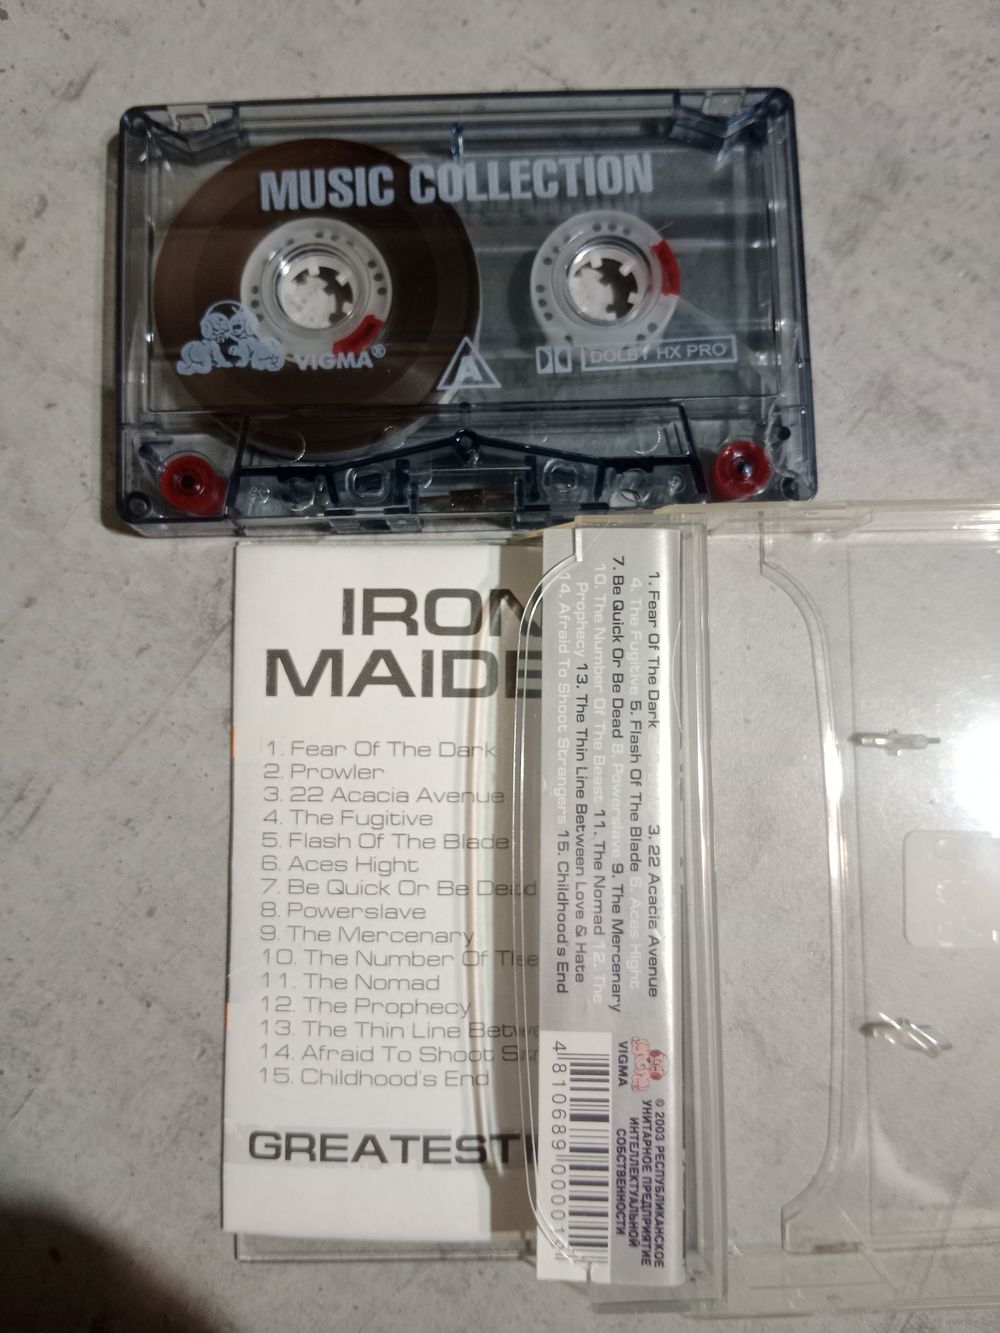 MUSIC COLLECTION
VIGMA®
A
DOLBY HX PRO
IRON
MAIDE
1. Fear Of The Dark
2. Prowler
3. 22 Acacia Avenue
4. The Fugitive
5. Flash Of The Blade
6. Aces Hight
7. Be Quick Or Be Dead
8. Powerslave
9. The Mercenary
10. The Number Of The
11. The Nomad
12. The Prophecy
13. The Thin Line Betwe
14. Afraid To Shoot Str
15. Childhood's End
GREATEST
1. Fear Of The Dark 3. 22 Acacia Avenue
4. The Fugitive 5. Flash Of The Blade 6. Aces Hight
7. Be Quick Or Be Dead 8. Powerslave 9. The Mercenary
10. The Number Of The Beast 11. The Nomad 12. The
Prophecy 13. The Thin Line Between Love & Hate
14. Afraid To Shoot Strangers 15. Childhood's End
VIGMA
© 2003 РЕСПУБЛИКАНСКОЕ
УНИТАРНОЕ ПРЕДПРИЯТИЕ
ИНТЕЛЛЕКТУАЛЬНОЙ
СОБСТВЕННОСТИ
4 810689 00001